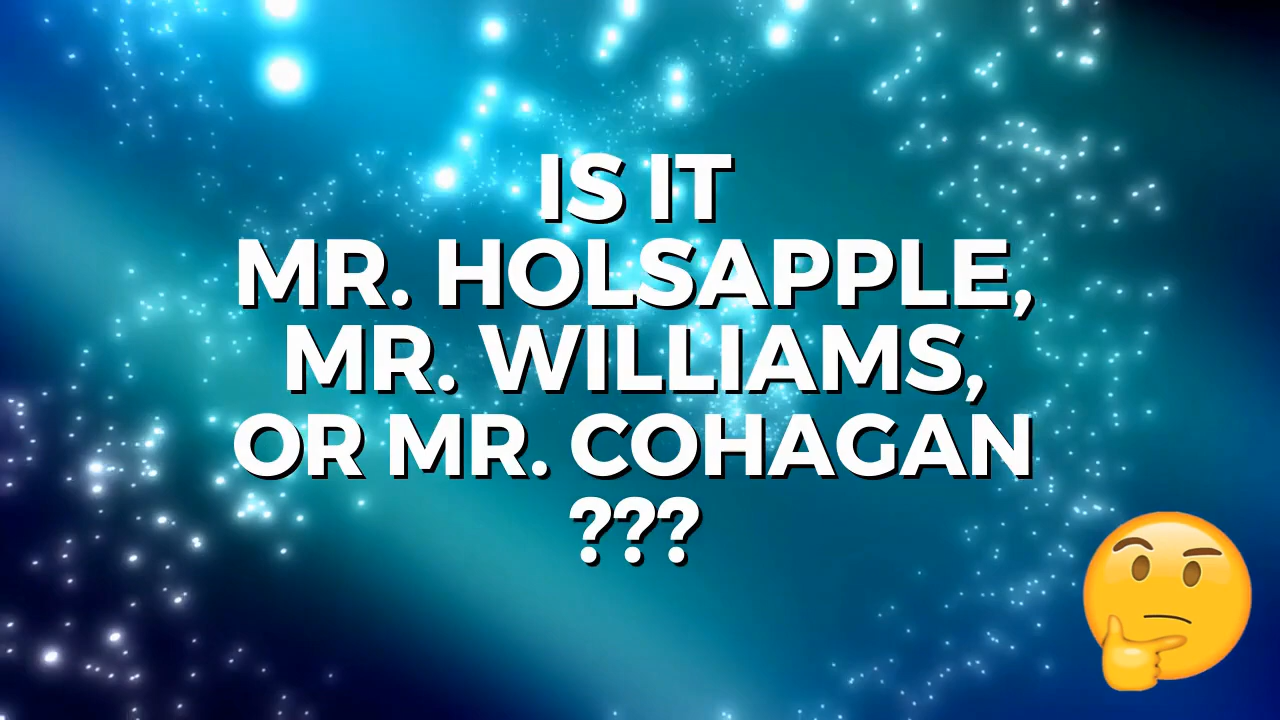 IS IT
MR. HOLSAPPLE,
MR. WILLIAMS,
OR MR. COHAGAN
???